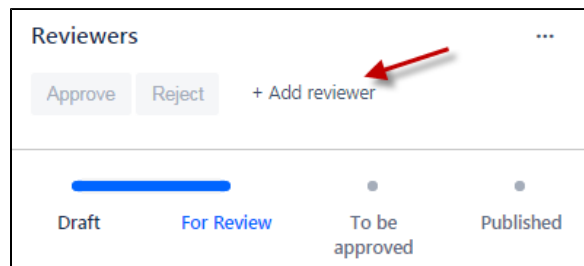 Reviewers ...
Approve Reject + Add reviewer
Draft For Review To be Published
approved